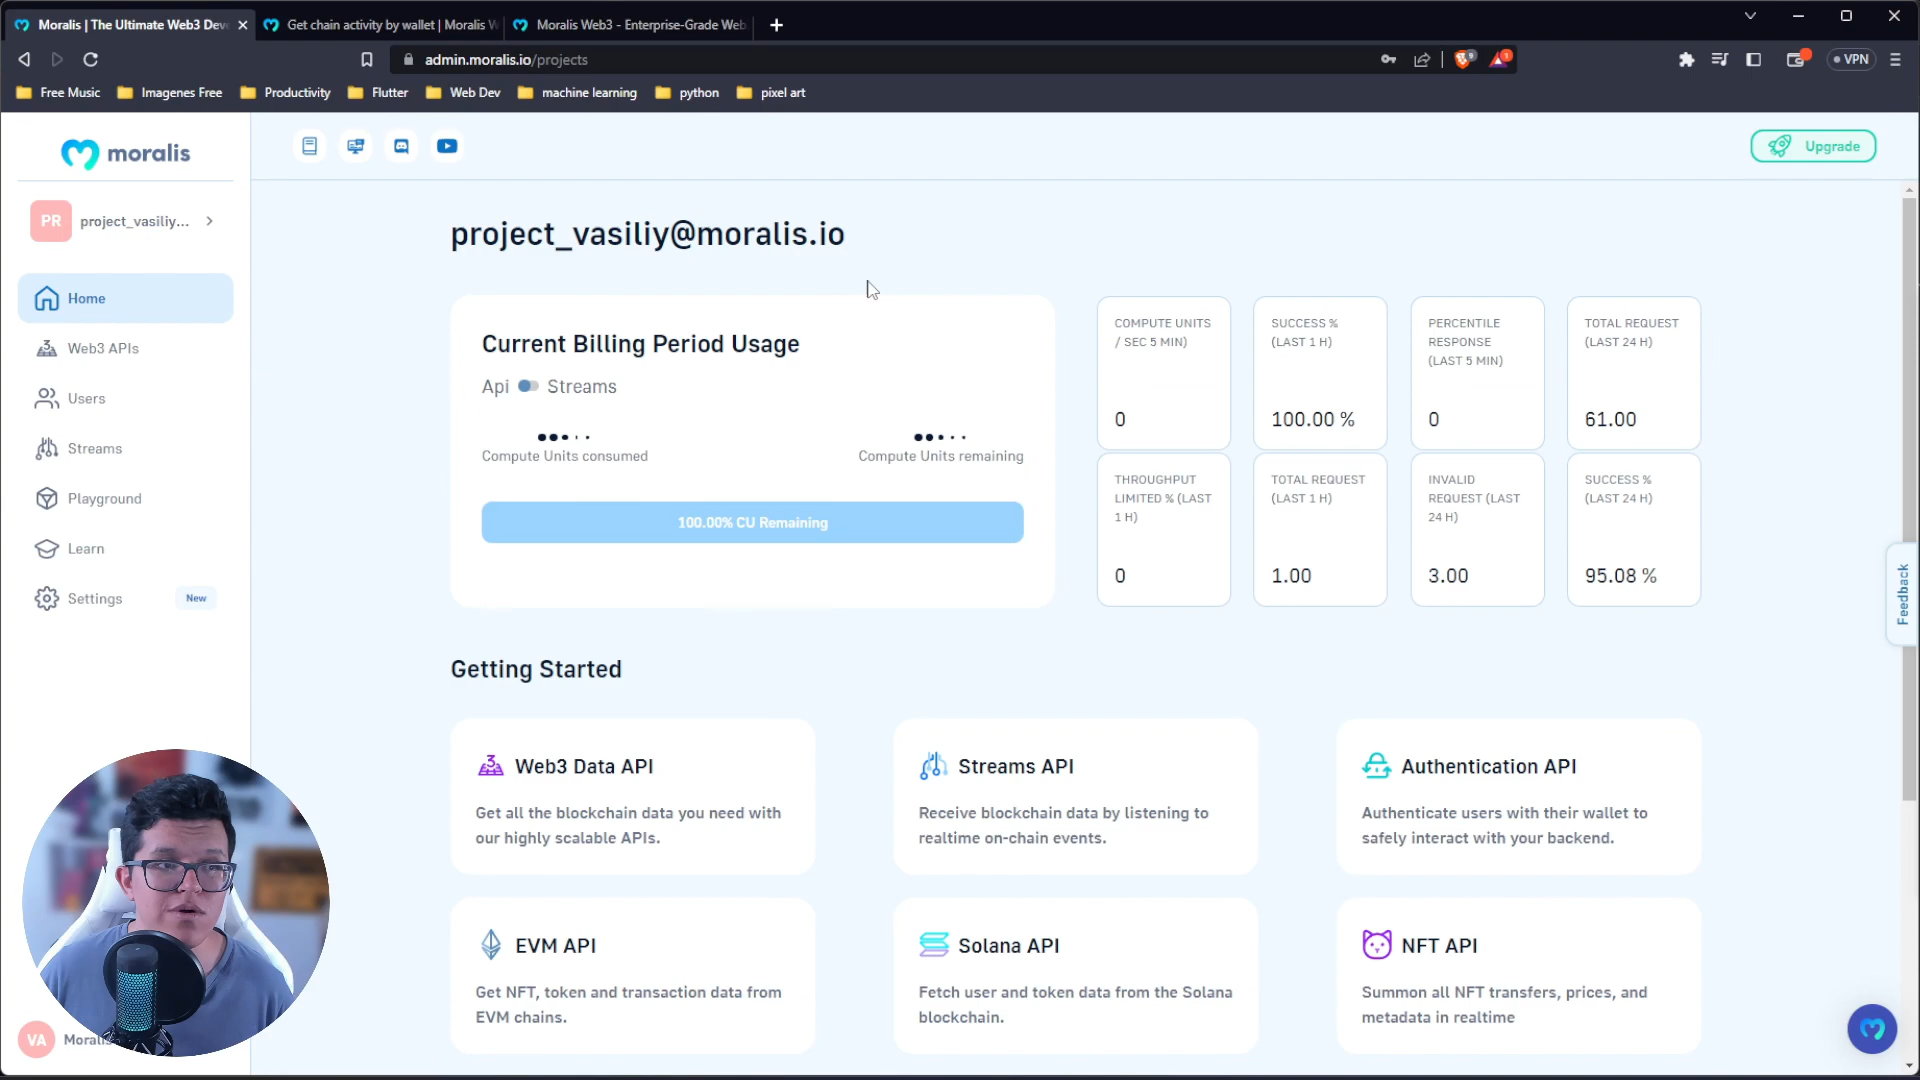 Moralis | The Ultimate Web3 Dev
Get chain activity by wallet | Moralis W
Moralis Web3 - Enterprise-Grade Web
admin.moralis.io/projects
9
1
VPN
Free Music
Imagenes Free
Productivity
Flutter
Web Dev
machine learning
python
pixel art
moralis
Upgrade
PR
project_vasiliy...
Home
Web3 APIs
Users
Streams
Playground
Learn
Settings
New
VA
Moralis
project_vasiliy@moralis.io
Current Billing Period Usage
Api
Streams
Compute Units consumed
Compute Units remaining
100.00% CU Remaining
COMPUTE UNITS
/ SEC 5 MIN)
0
SUCCESS %
(LAST 1 H)
100.00 %
PERCENTILE
RESPONSE
(LAST 5 MIN)
0
TOTAL REQUEST
(LAST 24 H)
61.00
THROUGHPUT
LIMITED % (LAST
1 H)
0
TOTAL REQUEST
(LAST 1 H)
1.00
INVALID
REQUEST (LAST
24 H)
3.00
SUCCESS %
(LAST 24 H)
95.08 %
Feedback
Getting Started
Web3 Data API
Get all the blockchain data you need with
our highly scalable APIs.
Streams API
Receive blockchain data by listening to
realtime on-chain events.
Authentication API
Authenticate users with their wallet to
safely interact with your backend.
EVM API
Get NFT, token and transaction data from
EVM chains.
Solana API
Fetch user and token data from the Solana
blockchain.
NFT API
Summon all NFT transfers, prices, and
metadata in realtime